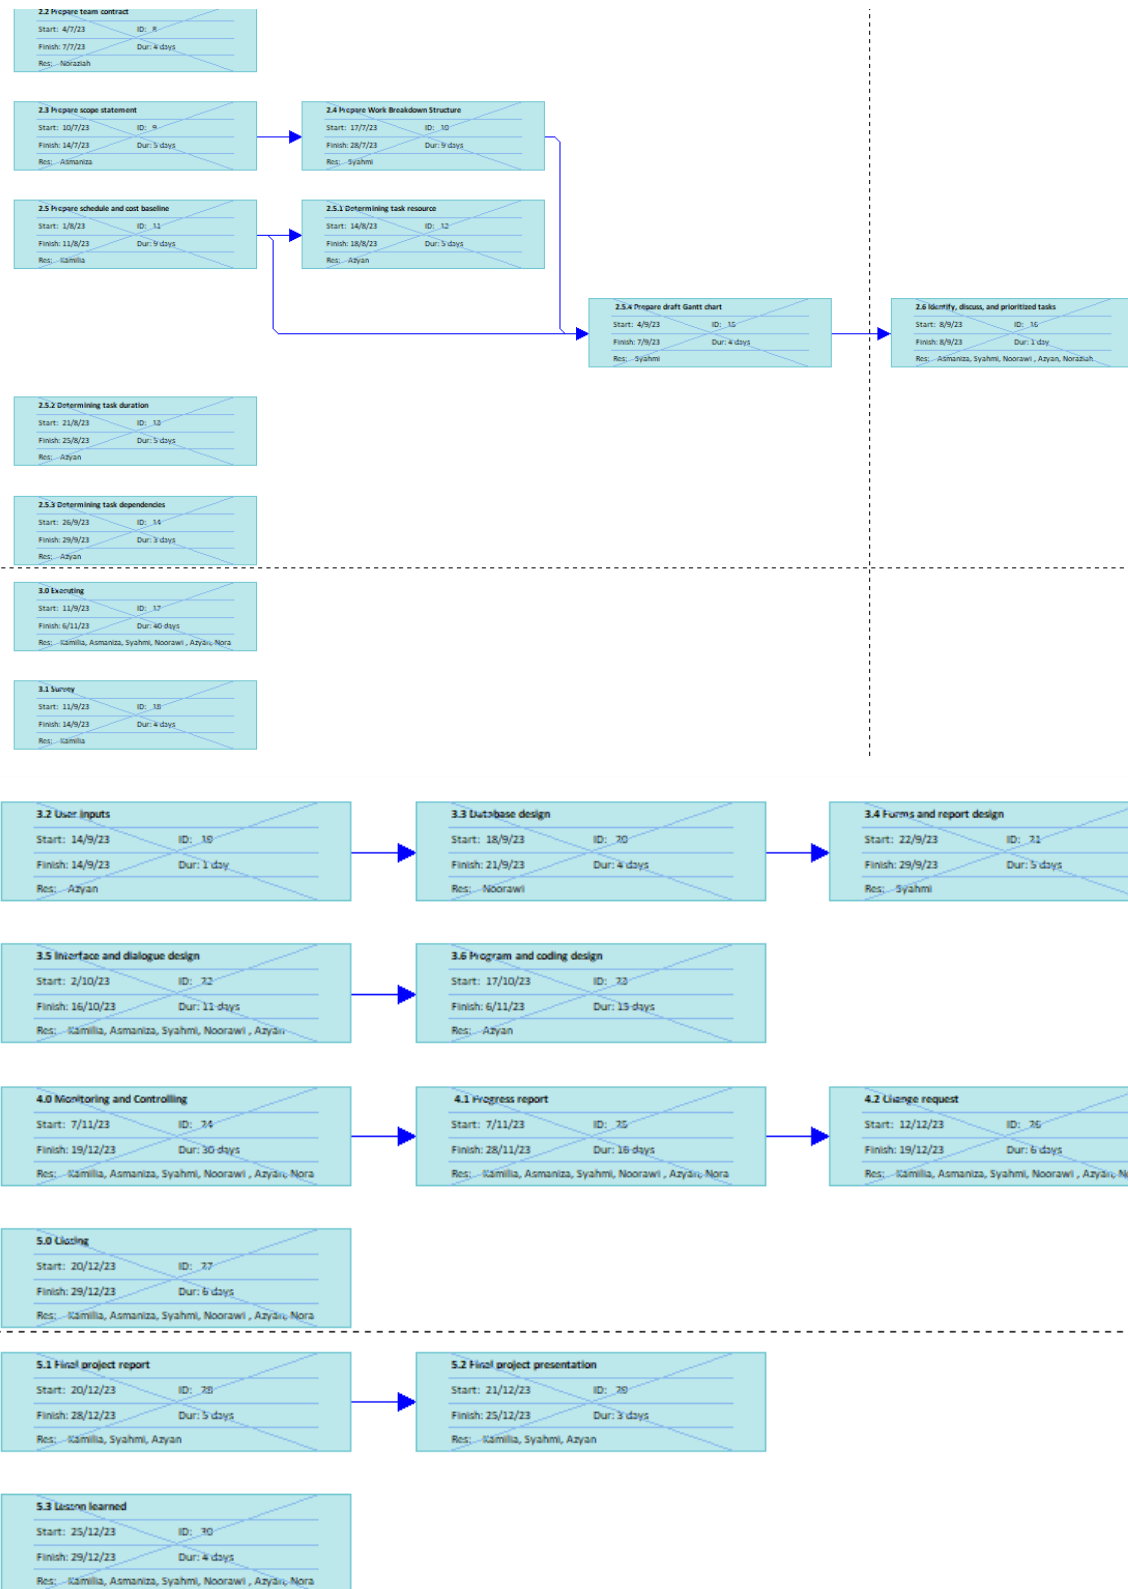 2.2 Prepare team contract
Start: 4/7/23 ID: 8
Finish: 7/7/23 Dur: 4 days
Res: Noraziah
2.3 Prepare scope statement
Start: 10/7/23 ID: 9
Finish: 14/7/23 Dur: 5 days
Res: Asmaniza
2.4 Prepare Work Breakdown Structure
Start: 17/7/23 ID: 10
Finish: 28/7/23 Dur: 9 days
Res: Syahmi
2.5 Prepare schedule and cost baseline
Start: 1/8/23 ID: 11
Finish: 11/8/23 Dur: 9 days
Res: Kamilia
2.5.1 Determining task resource
Start: 14/8/23 ID: 12
Finish: 18/8/23 Dur: 5 days
Res: Azyan
2.5.4 Prepare draft Gantt chart
Start: 4/9/23 ID: 15
Finish: 7/9/23 Dur: 4 days
Res: Syahmi
2.6 Identify, discuss, and prioritized tasks
Start: 8/9/23 ID: 16
Finish: 8/9/23 Dur: 1 day
Res: Asmaniza, Syahmi, Noorawi , Azyan, Noraziah
2.5.2 Determining task duration
Start: 21/8/23 ID: 13
Finish: 25/8/23 Dur: 5 days
Res: Azyan
2.5.3 Determining task dependencies
Start: 26/9/23 ID: 14
Finish: 29/9/23 Dur: 3 days
Res: Azyan
3.0 Executing
Start: 11/9/23 ID: 17
Finish: 6/11/23 Dur: 40 days
Res: Kamilia, Asmaniza, Syahmi, Noorawi , Azyan, Nora
3.1 Survey
Start: 11/9/23 ID: 18
Finish: 14/9/23 Dur: 4 days
Res: Kamilia
3.2 User inputs
Start: 14/9/23 ID: 19
Finish: 14/9/23 Dur: 1 day
Res: Azyan
3.3 Database design
Start: 18/9/23 ID: 20
Finish: 21/9/23 Dur: 4 days
Res: Noorawi
3.4 Forms and report design
Start: 22/9/23 ID: 21
Finish: 29/9/23 Dur: 5 days
Res: Syahmi
3.5 Interface and dialogue design
Start: 2/10/23 ID: 22
Finish: 16/10/23 Dur: 11 days
Res: Kamilia, Asmaniza, Syahmi, Noorawi , Azyan
3.6 Program and coding design
Start: 17/10/23 ID: 23
Finish: 6/11/23 Dur: 15 days
Res: Azyan
4.0 Monitoring and Controlling
Start: 7/11/23 ID: 24
Finish: 19/12/23 Dur: 30 days
Res: Kamilia, Asmaniza, Syahmi, Noorawi , Azyan, Nora
4.1 Progress report
Start: 7/11/23 ID: 25
Finish: 28/11/23 Dur: 16 days
Res: Kamilia, Asmaniza, Syahmi, Noorawi , Azyan, Nora
4.2 Change request
Start: 12/12/23 ID: 26
Finish: 19/12/23 Dur: 6 days
Res: Kamilia, Asmaniza, Syahmi, Noorawi , Azyan,
5.0 Closing
Start: 20/12/23 ID: 27
Finish: 29/12/23 Dur: 6 days
Res: Kamilia, Asmaniza, Syahmi, Noorawi , Azyan, Nora
5.1 Final project report
Start: 20/12/23 ID: 28
Finish: 28/12/23 Dur: 5 days
Res: Kamilia, Syahmi, Azyan
5.2 Final project presentation
Start: 21/12/23 ID: 29
Finish: 25/12/23 Dur: 3 days
Res: Kamilia, Syahmi, Azyan
5.3 Lesson learned
Start: 25/12/23 ID: 30
Finish: 29/12/23 Dur: 4 days
Res: Kamilia, Asmaniza, Syahmi, Noorawi , Azyan, Nora